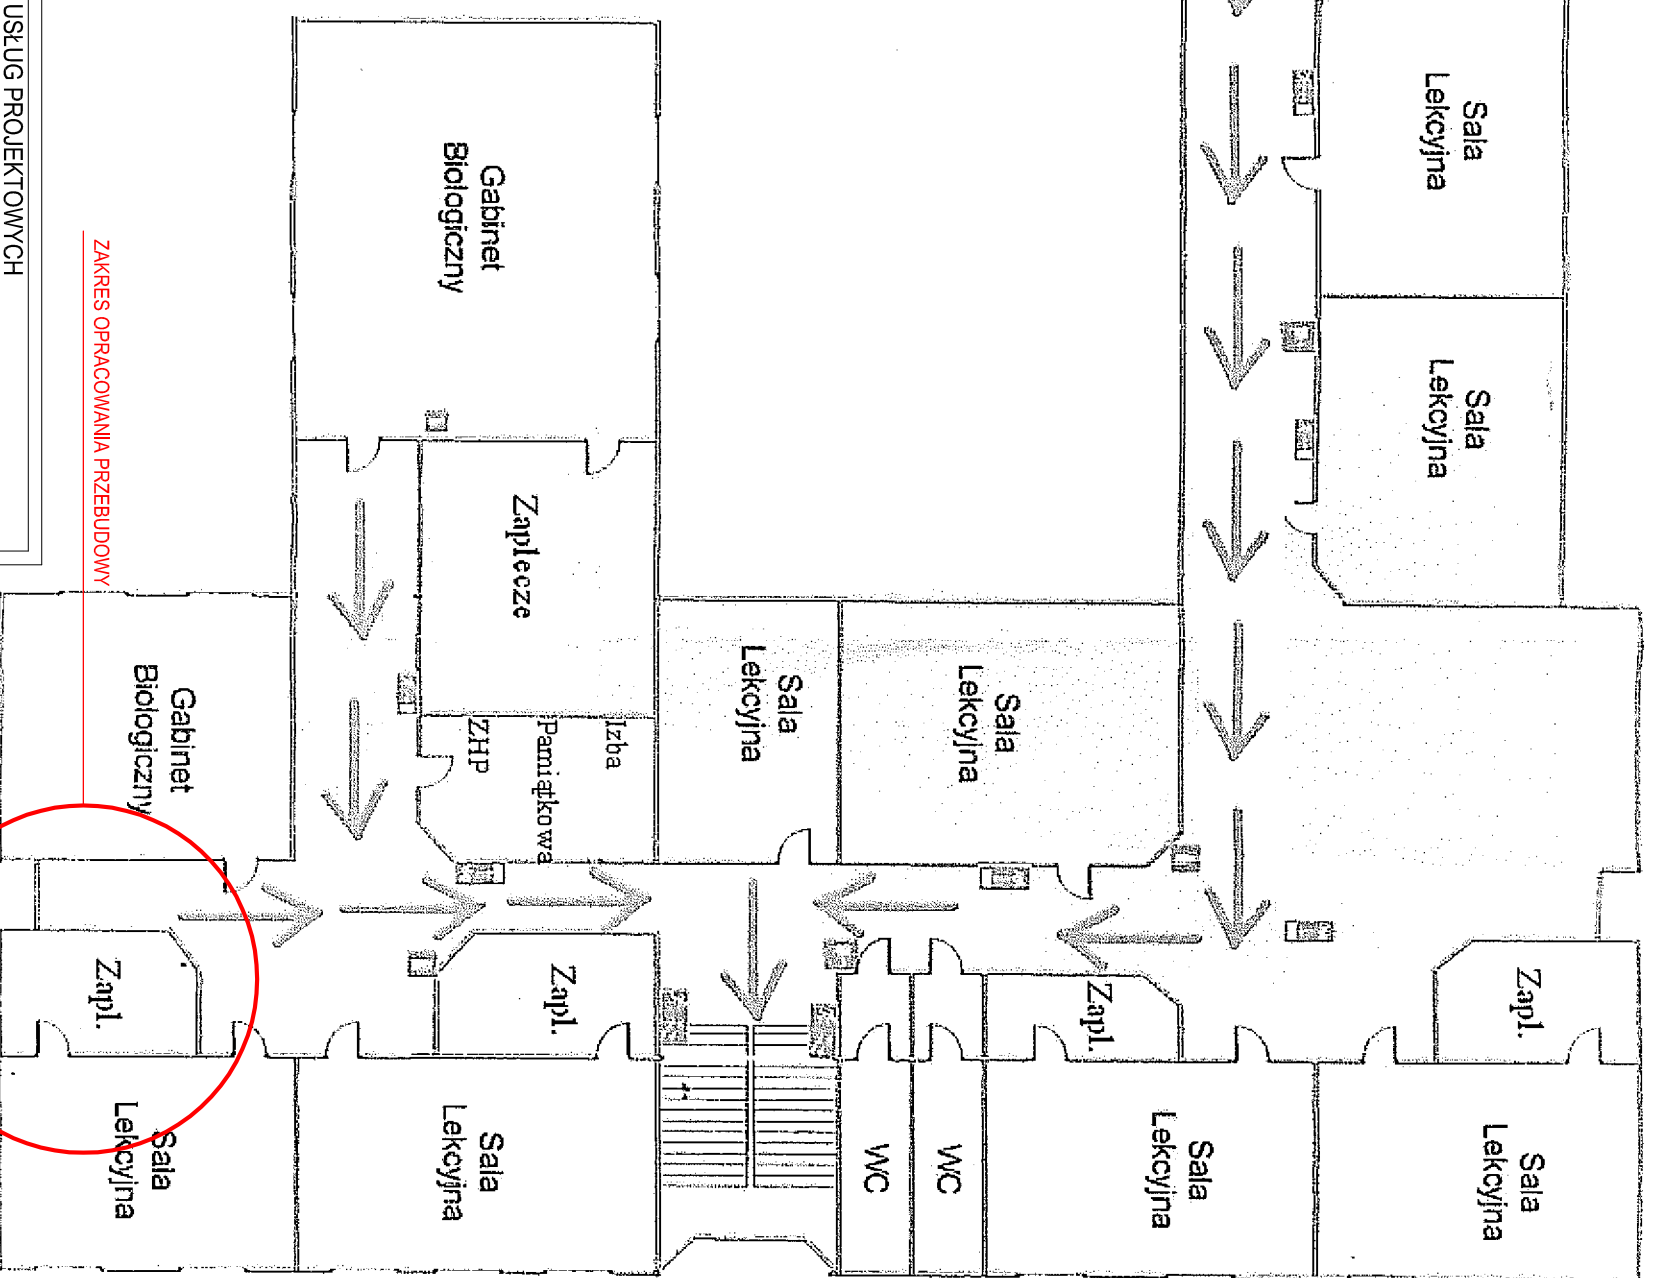 USŁUG PROJEKTOWYCH
ZAKRES OPRACOWANIA PRZEBUDOWY
Sala
Lekcyjna
Sala
Lekcyjna
Gabinet
Biologiczny
Zaplecze
Izba
Pamiątkowa
ZHP
Sala
Lekcyjna
Sala
Lekcyjna
Gabinet
Biologiczny
Zapl.
Zapl.
Zapl.
Zapl.
Sala
Lekcyjna
Sala
Lekcyjna
WC
WC
Sala
Lekcyjna
Sala
Lekcyjna